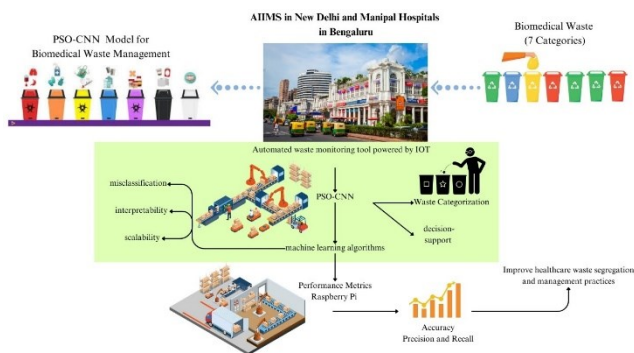 PSO-CNN Model for
Biomedical Waste Management
AIIMS in New Delhi and Manipal Hospitals
in Bengaluru
Biomedical Waste
(7 Categories)
Automated waste monitoring tool powered by IOT
misclassification
interpretability
scalability
PSO-CNN
machine learning algorithms
Waste Categorization
decision-
support
Performance Metrics
Raspberry Pi
Accuracy
Precision and Recall
Improve healthcare waste segregation
and management practices